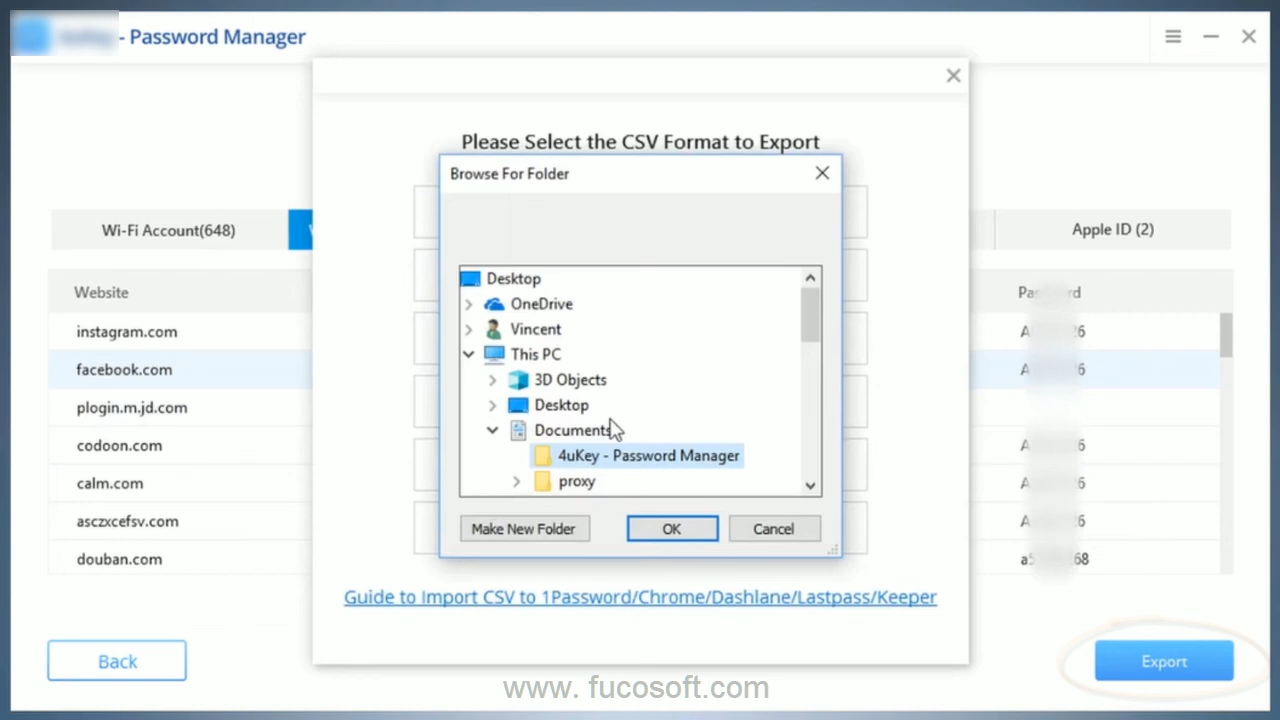 - Password Manager
Please Select the CSV Format to Export
Browse For Folder
Wi-Fi Account(648)
Apple ID (2)
Website
instagram.com
facebook.com
plogin.m.jd.com
codoon.com
calm.com
asczxcefsv.com
douban.com
Desktop
OneDrive
Vincent
This PC
3D Objects
Desktop
Documents
4uKey - Password Manager
proxy
Make New Folder
OK
Cancel
Guide to Import CSV to 1Password/Chrome/Dashlane/Lastpass/Keeper
Back
Export
www. fucosoft.com